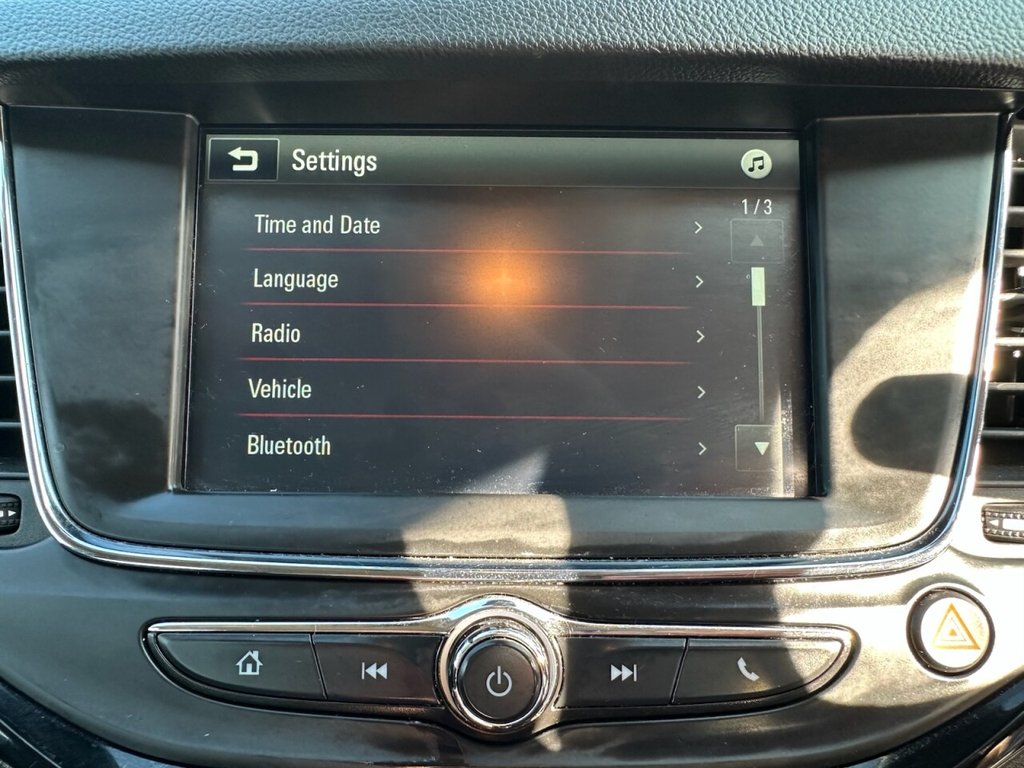 Settings
1/3
Time and Date
Language
Radio
Vehicle
Bluetooth